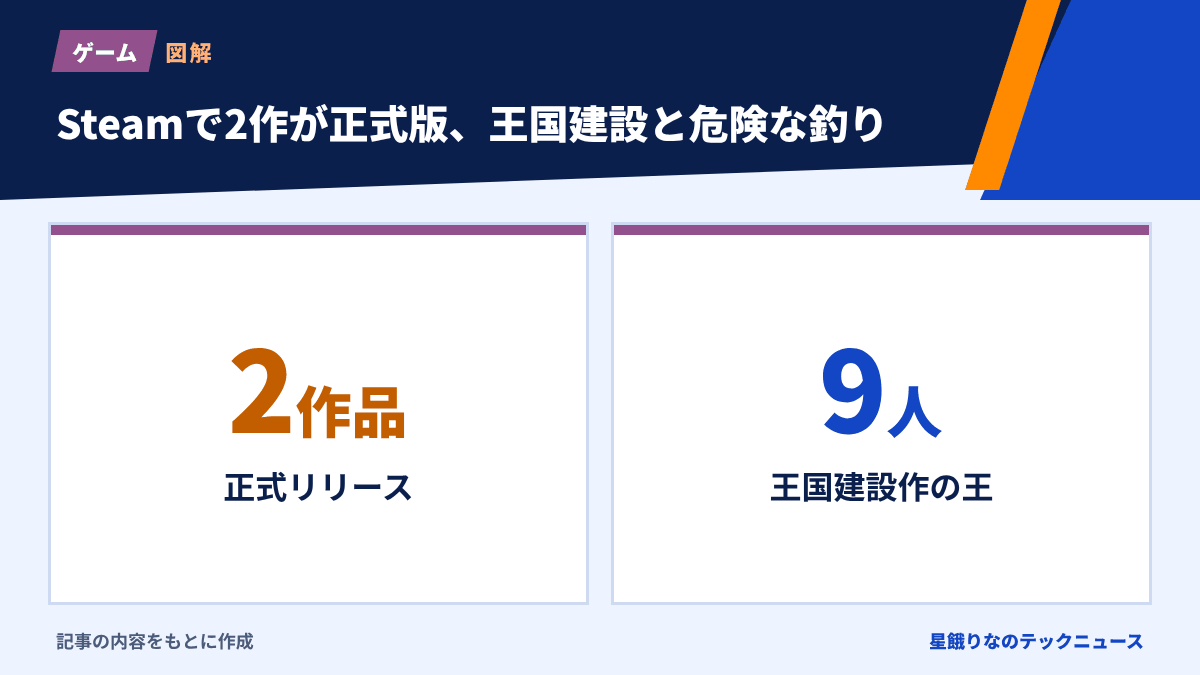 ゲーム 図解
Steamで2作が正式版、王国建設と危険な釣り
2作品
正式リリース
9人
王国建設作の王
記事の内容をもとに作成
星餓りなのテックニュース